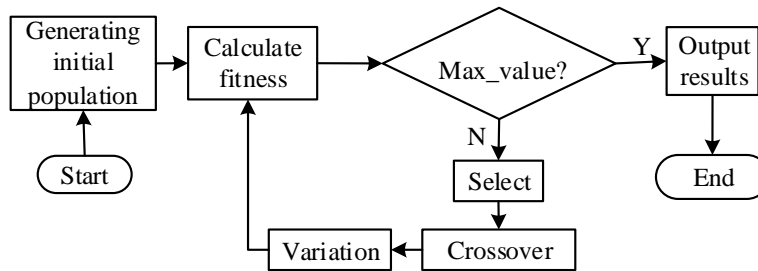 Generating
initial
population
Calculate
fitness
Max_value?
Y
Output
results
N
Start
Select
End
Variation
Crossover